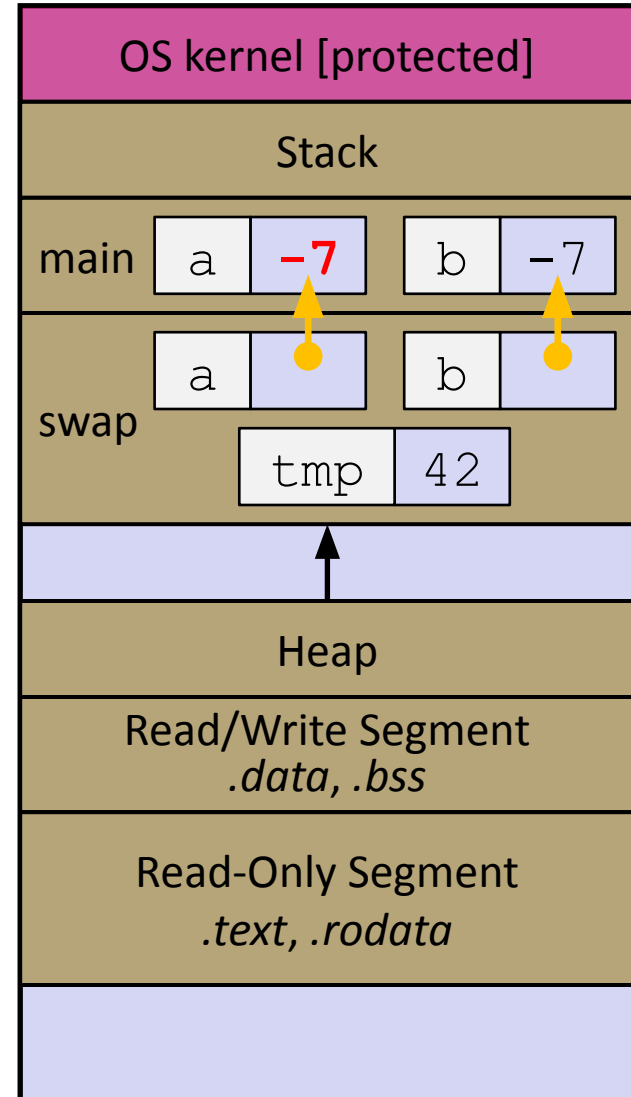 OS kernel [protected]
Stack
main a -7 b -7
a b
swap
tmp 42
Heap
Read/Write Segment
.data, .bss
Read-Only Segment
.text, .rodata